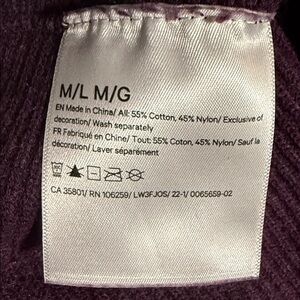 M/L M/G
EN Made in China/ All: 55% Cotton, 45% Nylon/ Exclusive of
decoration/ Wash separately
FR Fabriqué en Chine/ Tout: 55% Coton, 45% Nylon/ Sauf la
décoration/ Laver séparément
CA 35801/ RN 106259/ LW3FJOS/ 22-1/ 0065659-02